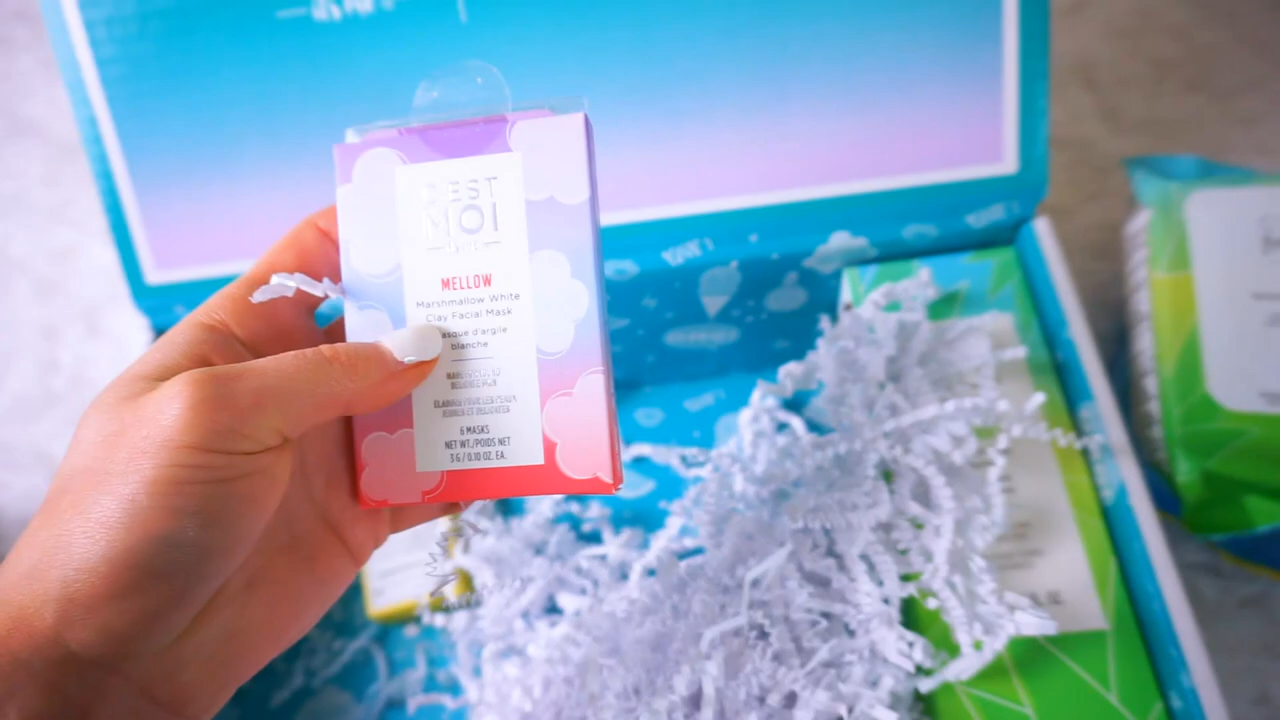 C'EST
MOI
MELLOW
Marshmallow White
Clay Facial Mask
asque d'argile
blanche
6 MASKS
NET WT./POIDS NET
3 G / 0.10 OZ. EA.